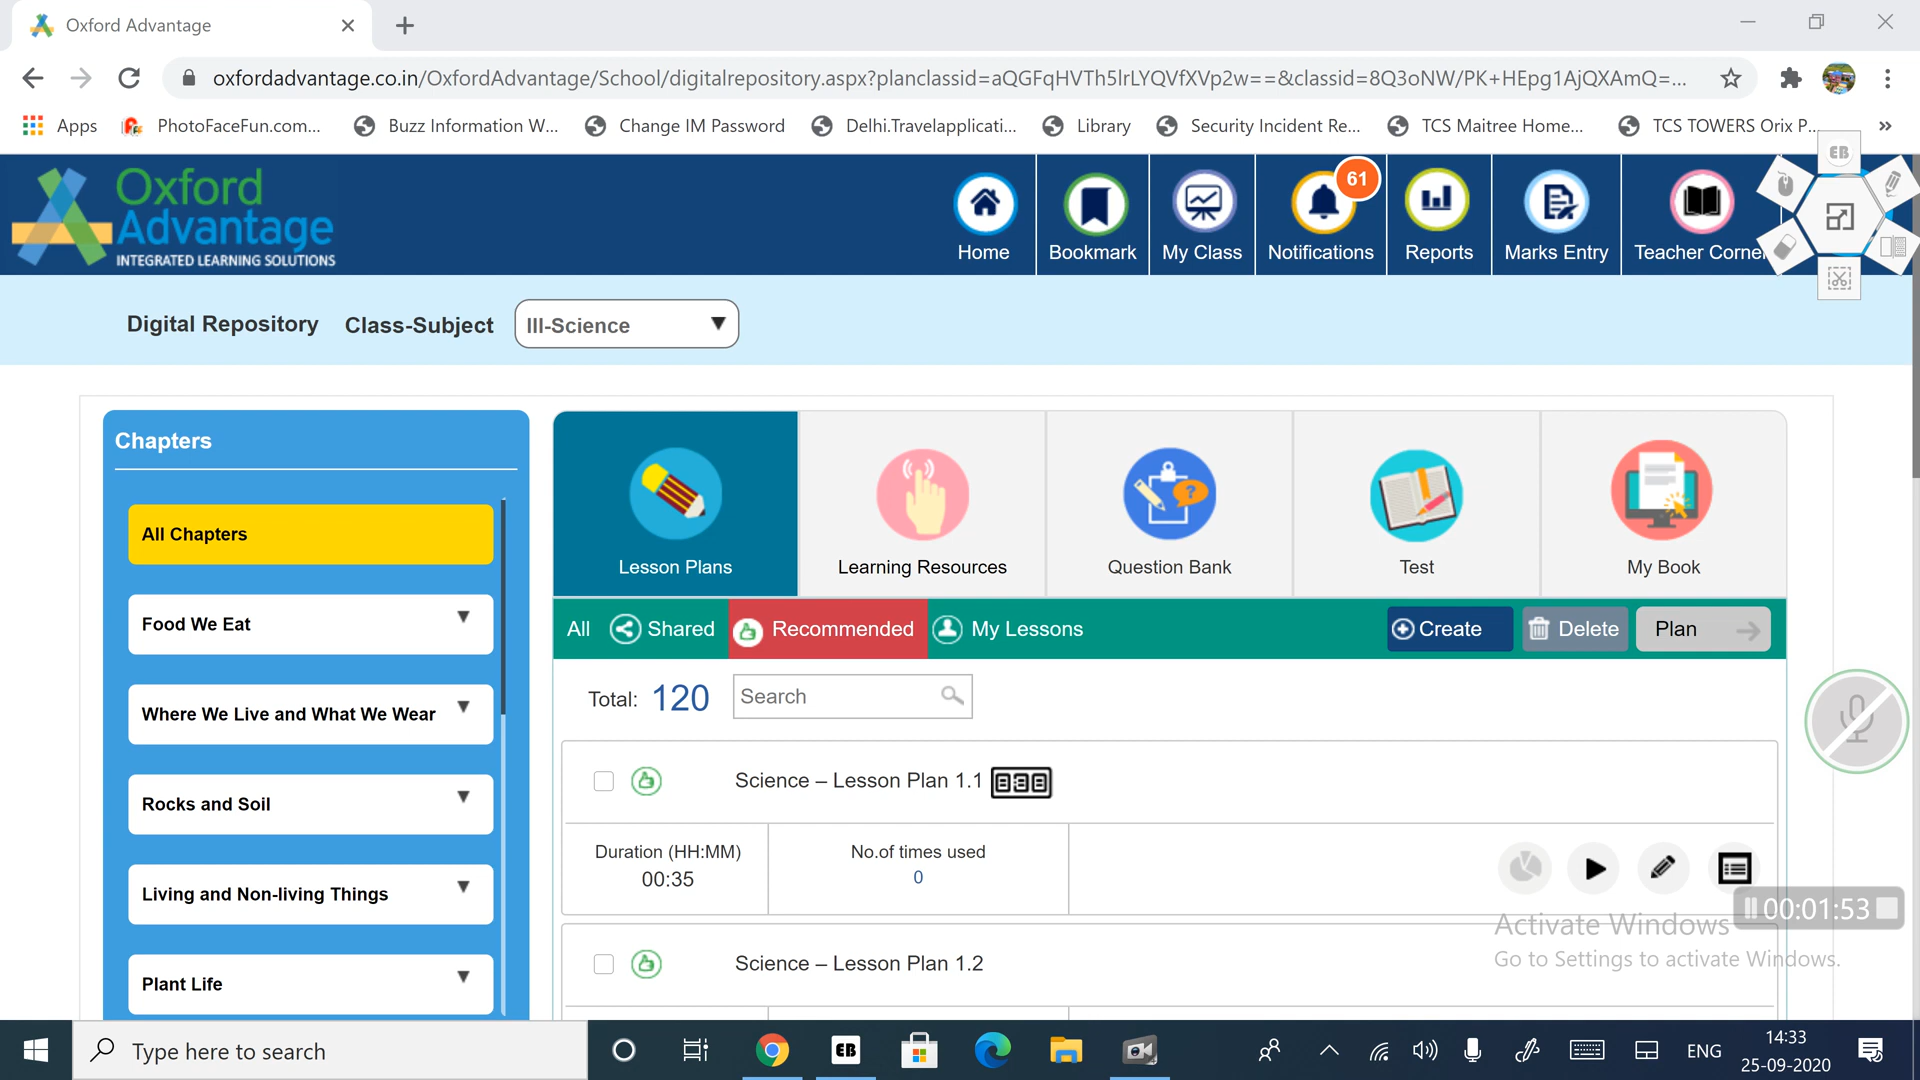 Oxford Advantage
oxfordadvantage.co.in/OxfordAdvantage/School/digitalrepository.aspx?planclassid=aQGFqHVTh5lrLYQVfXVp2w==&classid=8Q3oNW/PK+HEpg1AjQXAmQ=...
Apps PhotoFaceFun.com... Buzz Information W... Change IM Password Delhi.Travelapplicati... Library Security Incident Re... TCS Maitree Home... TCS TOWERS Orix P... »
EB
Oxford
Advantage
INTEGRATED LEARNING SOLUTIONS
61
Home Bookmark My Class Notifications Reports Marks Entry Teacher Corner
Digital Repository Class-Subject III-Science
Chapters
All Chapters
Food We Eat
Where We Live and What We Wear
Rocks and Soil
Living and Non-living Things
Plant Life
Lesson Plans Learning Resources Question Bank Test My Book
All Shared Recommended My Lessons Create Delete Plan
Total: 120 Search
Science – Lesson Plan 1.1
Duration (HH:MM) No.of times used
00:35 0
00:01:53
Activate Windows
Go to Settings to activate Windows.
Science – Lesson Plan 1.2
Type here to search
EB
ENG
14:33
25-09-2020